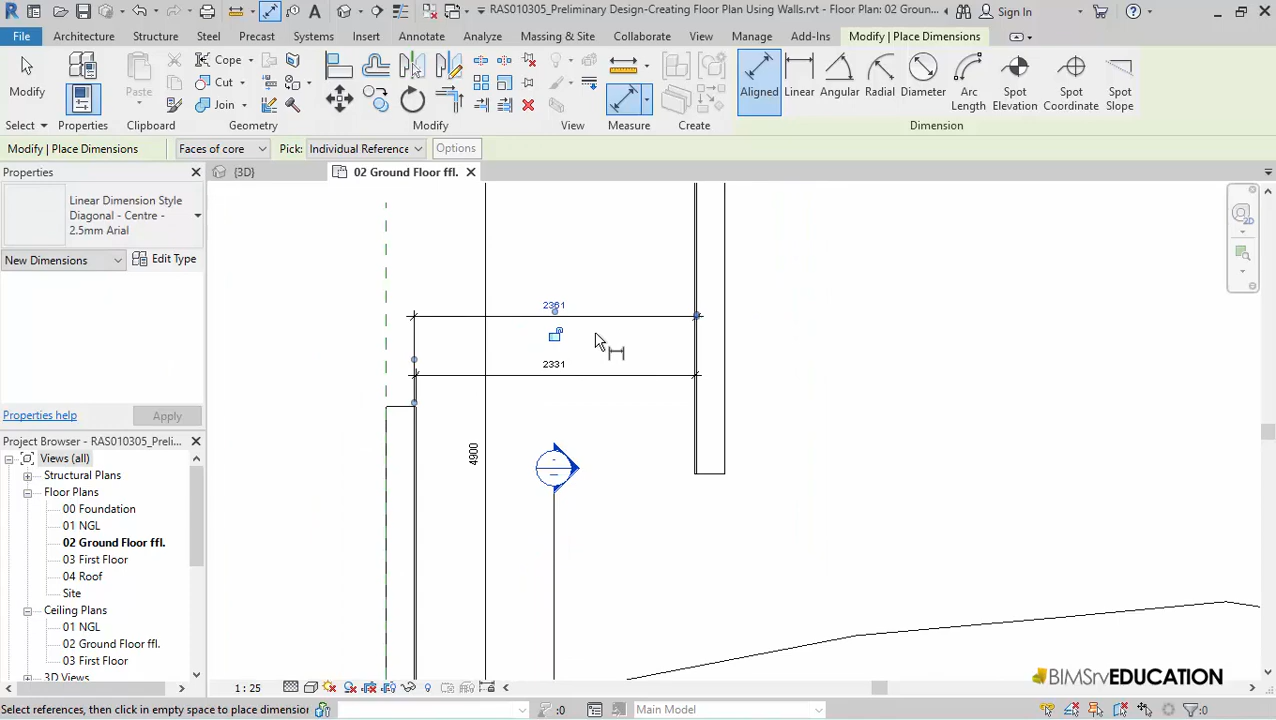 RAS010305_Preliminary Design-Creating Floor Plan Using Walls.rvt - Floor Plan: 02 Groun...
Sign In
File
Architecture
Structure
Steel
Precast
Systems
Insert
Annotate
Analyze
Massing & Site
Collaborate
View
Manage
Add-Ins
Modify | Place Dimensions
Modify
Paste
Cope
Cut
Join
Aligned
Linear
Angular
Radial
Diameter
Arc Length
Spot Elevation
Spot Coordinate
Spot Slope
Select
Properties
Clipboard
Geometry
Modify
View
Measure
Create
Dimension
Modify | Place Dimensions
Faces of core
Pick:
Individual Reference
Options
Properties
{3D}
02 Ground Floor ffl.
Linear Dimension Style
Diagonal - Centre -
2.5mm Arial
New Dimensions
Edit Type
2361
2331
4900
Properties help
Apply
Project Browser - RAS010305_Preli...
Views (all)
Structural Plans
Floor Plans
00 Foundation
01 NGL
02 Ground Floor ffl.
03 First Floor
04 Roof
Site
Ceiling Plans
01 NGL
02 Ground Floor ffl.
03 First Floor
3D Views
1 : 25
BIMSrvEDUCATION
Select references, then click in empty space to place dimension
:0
Main Model
:0